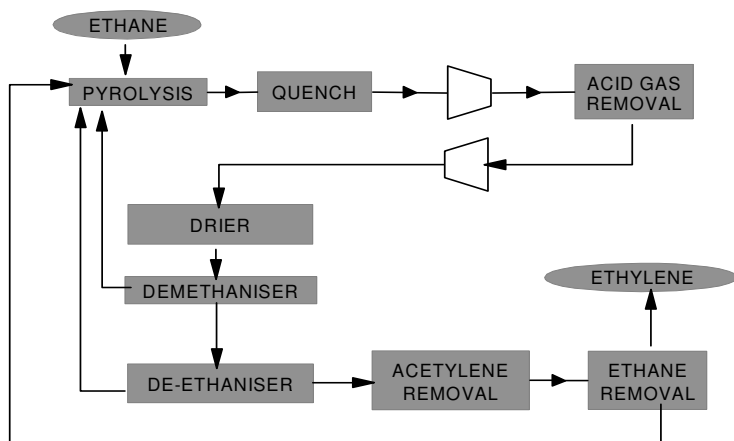 ETHANE
PYROLYSIS
QUENCH
ACID GAS
REMOVAL
DRIER
DEMETHANISER
ETHYLENE
DE-ETHANISER
ACETYLENE
REMOVAL
ETHANE
REMOVAL